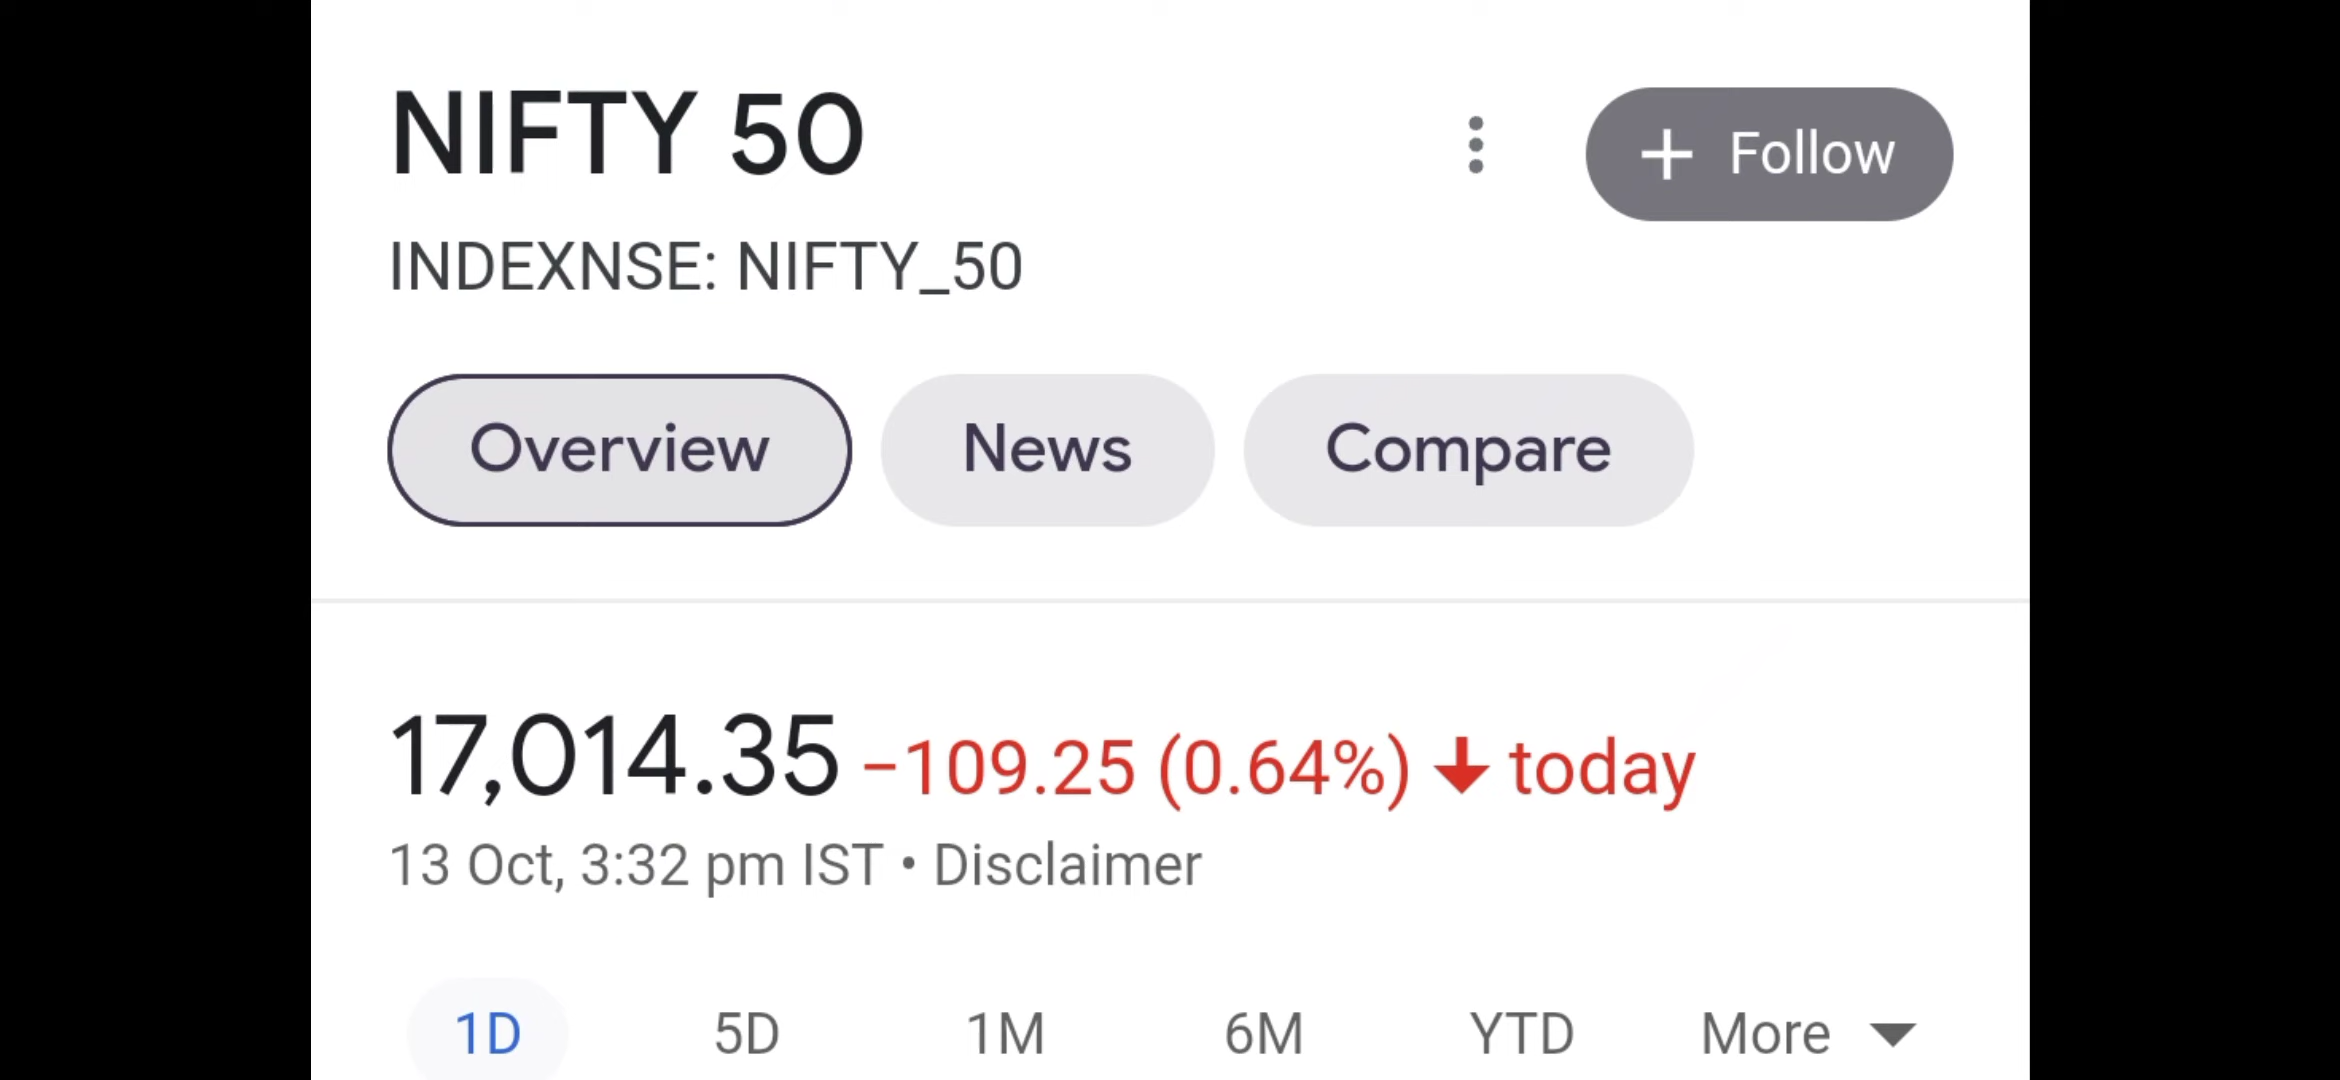 NIFTY 50
+ Follow
INDEXNSE: NIFTY_50
Overview News Compare
17,014.35 −109.25 (0.64%) ↓ today
13 Oct, 3:32 pm IST • Disclaimer
1D 5D 1M 6M YTD More